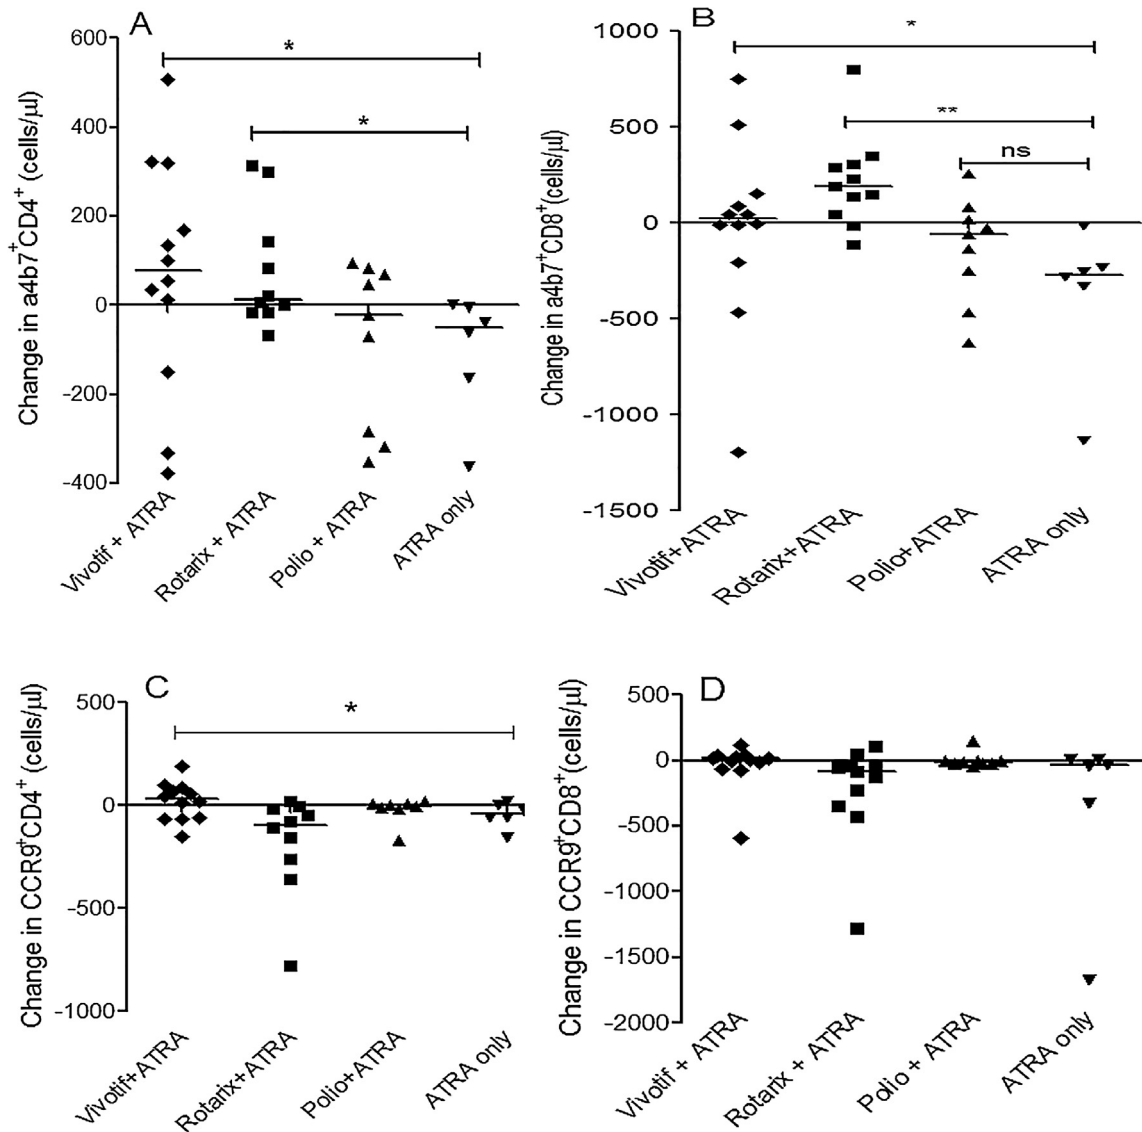 A
Change in a4b7+CD4+ (cells/µl)
600
400
200
0
-200
-400
*
*
Vivotif + ATRA
Rotarix + ATRA
Polio + ATRA
ATRA only
B
Change in a4b7+CD8+(cells/µl)
1000
500
0
-500
-1000
-1500
*
**
ns
Vivotif+ATRA
Rotarix+ATRA
Polio+ATRA
ATRA only
C
Change in CCR9+CD4+ (cells/µl)
500
0
-500
-1000
*
Vivotif+ATRA
Rotarix+ATRA
Polio+ATRA
ATRA only
D
Change in CCR9+CD8+(cells/µl)
500
0
-500
-1000
-1500
-2000
Vivotif + ATRA
Rotarix + ATRA
Polio + ATRA
ATRA only